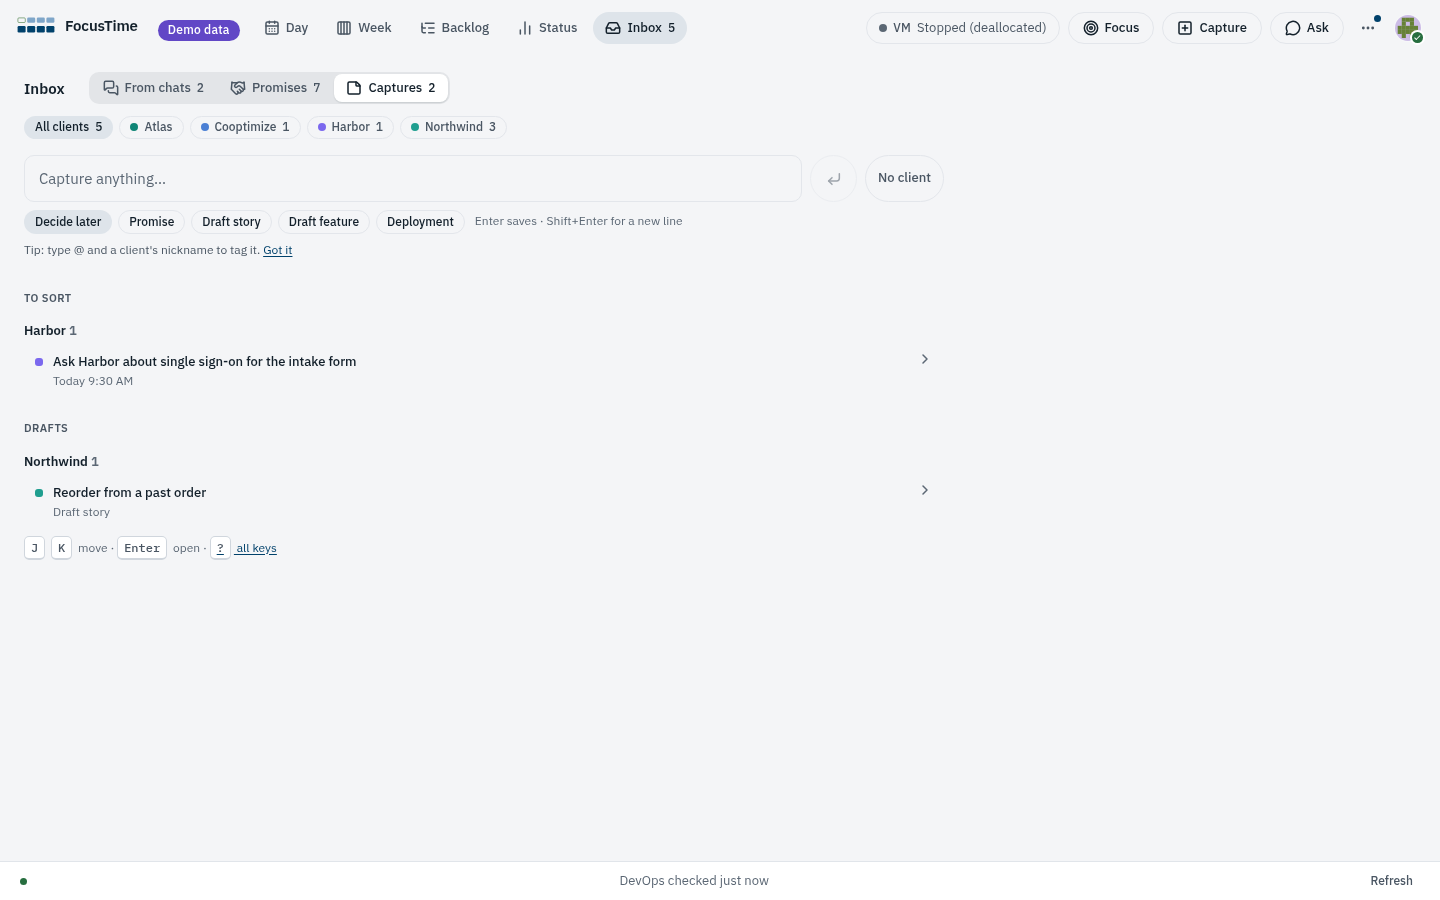 FocusTime
Demo data
Day
Week
Backlog
Status
Inbox 5
VM Stopped (deallocated)
Focus
Capture
Ask
Inbox
From chats 2
Promises 7
Captures 2
All clients 5
Atlas
Cooptimize 1
Harbor 1
Northwind 3
Capture anything...
No client
Decide later
Promise
Draft story
Draft feature
Deployment
Enter saves · Shift+Enter for a new line
Tip: type @ and a client's nickname to tag it. Got it
TO SORT
Harbor 1
Ask Harbor about single sign-on for the intake form
Today 9:30 AM
DRAFTS
Northwind 1
Reorder from a past order
Draft story
J K move · Enter open · ? all keys
DevOps checked just now
Refresh